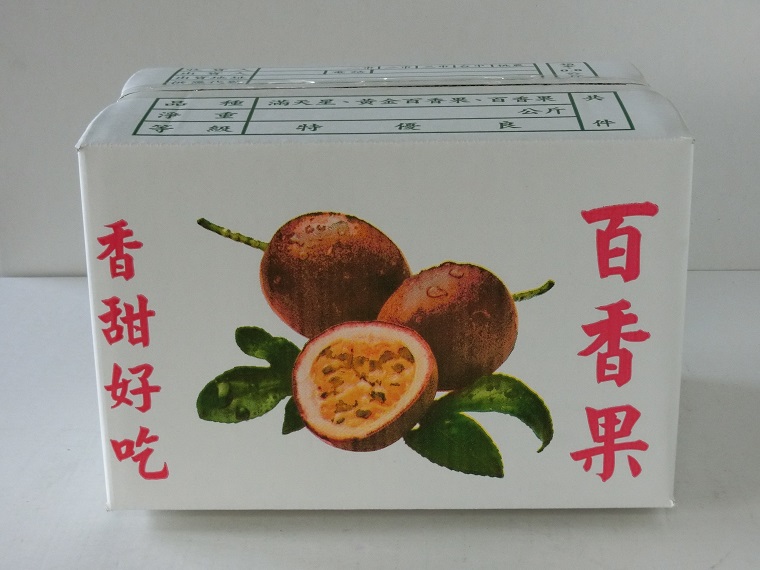 品種 滿天星、黃金百香果、百香果 共
淨重 公斤
等級 特 優 良 件
百香果
香甜好吃